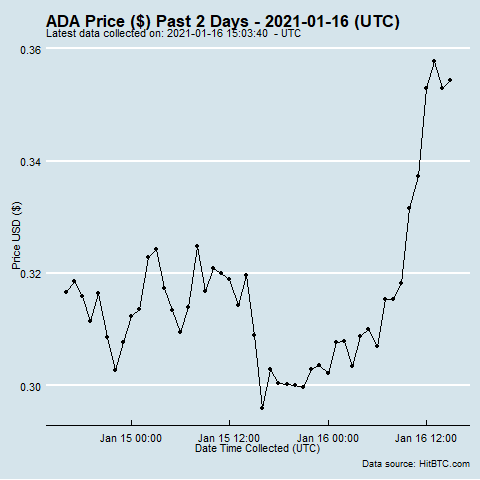 ADA Price ($) Past 2 Days - 2021-01-16 (UTC)
Latest data collected on: 2021-01-16 15:03:40 - UTC
0.36
0.34
0.32
0.30
Price USD ($)
Jan 15 00:00 Jan 15 12:00 Jan 16 00:00 Jan 16 12:00
Date Time Collected (UTC)
Data source: HitBTC.com